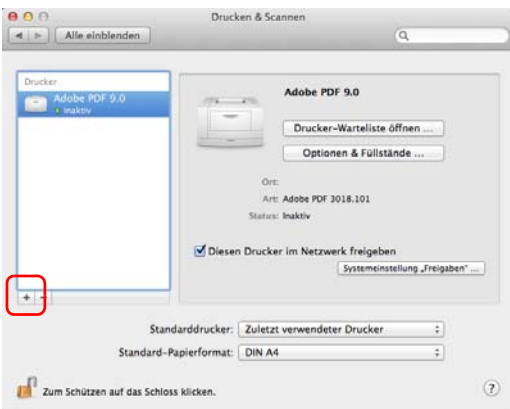 Drucken & Scannen
Alle einblenden
Drucker
Adobe PDF 9.0
Inaktiv
Adobe PDF 9.0
Drucker-Warteliste öffnen ...
Optionen & Füllstände ...
Ort:
Art: Adobe PDF 3018.101
Status: Inaktiv
Diesen Drucker im Netzwerk freigeben
Systemeinstellung „Freigaben“ ...
+ −
Standarddrucker: Zuletzt verwendeter Drucker
Standard-Papierformat: DIN A4
Zum Schützen auf das Schloss klicken.
?